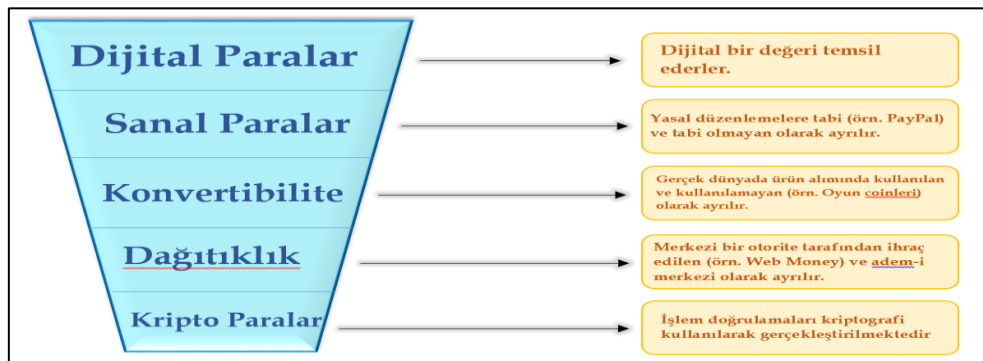 Dijital Paralar
Dijital bir değeri temsil
ederler.
Sanal Paralar
Yasal düzenlemelere tabi (örn. PayPal)
ve tabi olmayan olarak ayrılır.
Konvertibilite
Gerçek dünyada ürün alımında kullanılan
ve kullanılamayan (örn. Oyun coinleri)
olarak ayrılır.
Dağıtıklık
Merkezi bir otorite tarafından ihraç
edilen (örn. Web Money) ve adem-i
merkezi olarak ayrılır.
Kripto Paralar
İşlem doğrulamaları kriptografi
kullanılarak gerçekleştirilmektedir